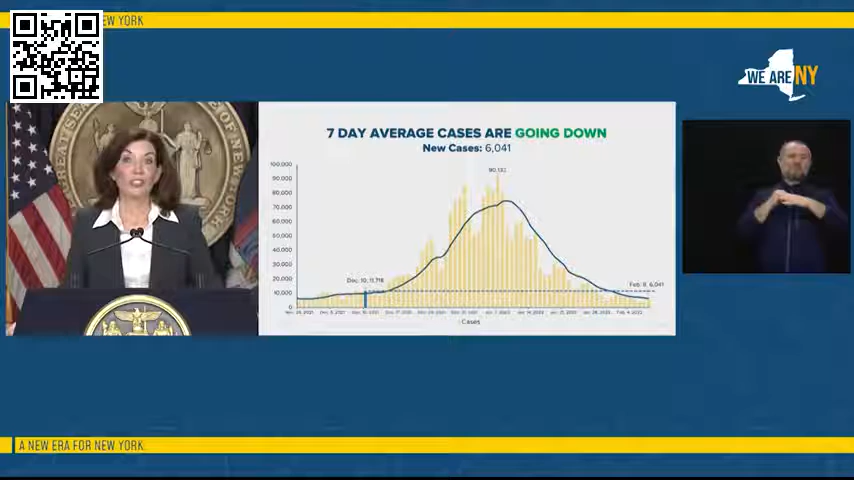 EW YORK
WE ARE NY
7 DAY AVERAGE CASES ARE GOING DOWN
New Cases: 6,041
100,000
90,000
80,000
70,000
60,000
50,000
40,000
30,000
20,000
10,000
0
90,132
Dec. 10, 11,716
Feb. 8, 6,041
Cases
A NEW ERA FOR NEW YORK